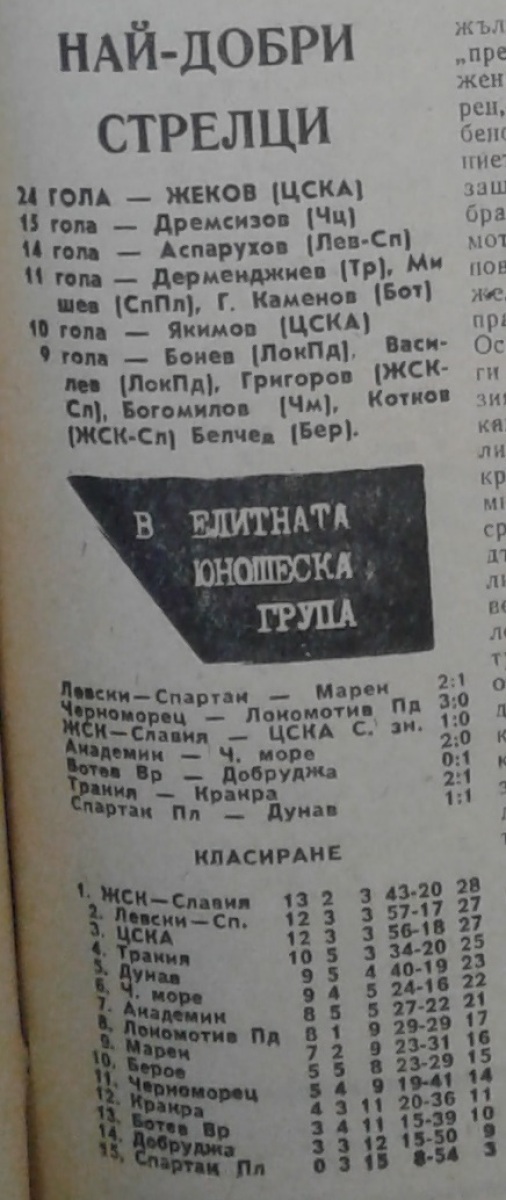 НАЙ-ДОБРИ
СТРЕЛЦИ
24 ГОЛА — ЖЕКОВ (ЦСКА)
15 гола — Дремсизов (Чц)
14 гола — Аспарухов (Лев-Сп)
11 гола — Дерменджиев (Тр), Ми
шев (СпПл), Г. Каменов (Бот)
10 гола — Якимов (ЦСКА)
9 гола — Бонев (ЛокПд), Васи-
лев (ЛокПд), Григоров (ЖСК-
Сл), Богомилов (Чм), Котков
(ЖСК-Сл) Белчев (Бер).
В ЕЛИТНАТА
ЮНОШЕСКА
ГРУПА
Левски—Спартак — Марек 2:1
Черноморец — Локомотив Пд 3:0
ЖСК—Славия — ЦСКА С. зн. 1:0
Академик — Ч. море 2:0
Ботев Вр — Добруджа 0:1
Тракия — Кракра 2:1
Спартак Пл — Дунав 1:1
КЛАСИРАНЕ
1. ЖСК—Славия 13 2 3 43-20 28
2. Левски—Сп. 12 3 3 57-17 27
3. ЦСКА 12 3 3 56-18 27
4. Тракия 10 5 3 34-20 25
5. Дунав 9 5 4 40-19 23
6. Ч. море 9 4 5 24-16 22
7. Академик 8 5 5 27-22 21
8. Локомотив Пд 8 1 9 29-29 17
9. Марек 7 2 9 23-31 16
10. Берое 5 5 8 23-29 15
11. Черноморец 5 4 9 19-41 14
12. Кракра 4 3 11 20-36 11
13. Ботев Вр 3 4 11 15-39 10
14. Добруджа 3 3 12 15-50 9
15. Спартак Пл 0 3 15 8-54 3